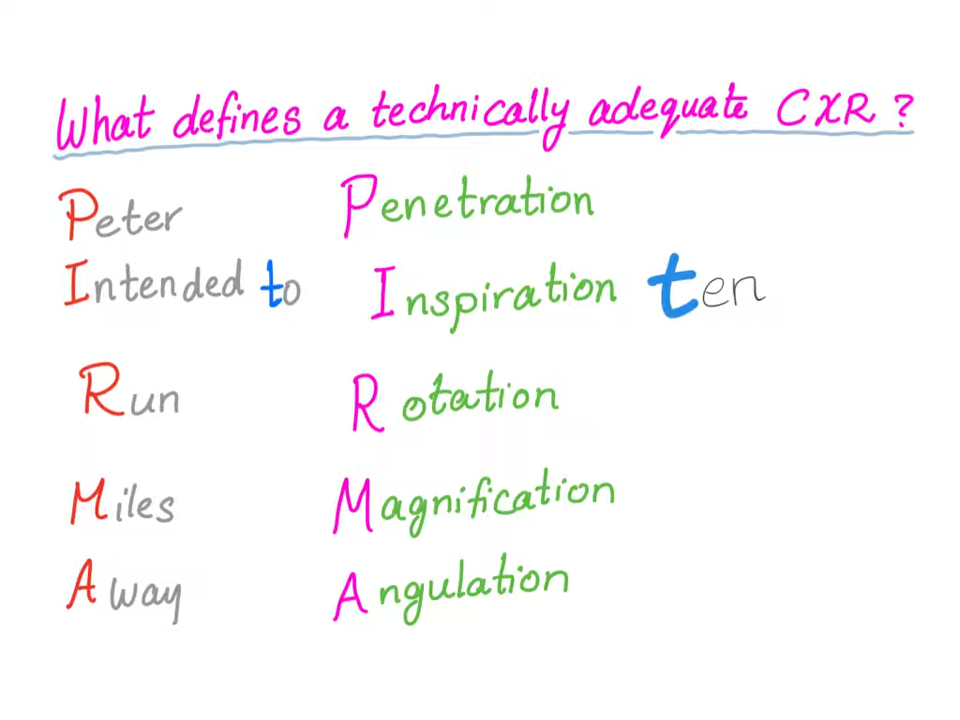 What defines a technically adequate CXR ?
Peter Penetration
Intended to Inspiration ten
Run Rotation
Miles Magnification
Away Angulation